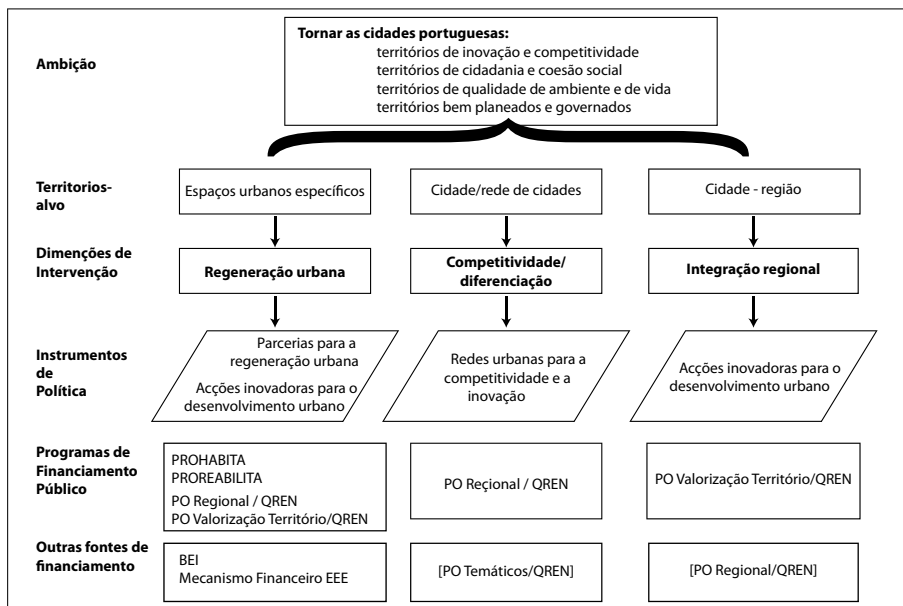 Ambição
Tornar as cidades portuguesas:
territórios de inovação e competitividade
territórios de cidadania e coesão social
territórios de qualidade de ambiente e de vida
territórios bem planeados e governados
Territorios-
alvo
Espaços urbanos específicos
Cidade/rede de cidades
Cidade - região
Dimenções de
Intervenção
Regeneração urbana
Competitividade/
diferenciação
Integração regional
Instrumentos
de
Política
Parcerias para a
regeneração urbana
Acções inovadoras para o
desenvolvimento urbano
Redes urbanas para a
competitividade e a
inovação
Acções inovadoras para o
desenvolvimento urbano
Programas de
Financiamento
Público
PROHABITA
PROREABILITA
PO Regional / QREN
PO Valorização Território/QREN
PO Reçional / QREN
PO Valorização Território/QREN
Outras fontes de
financiamento
BEI
Mecanismo Financeiro EEE
[PO Temáticos/QREN]
[PO Regional/QREN]